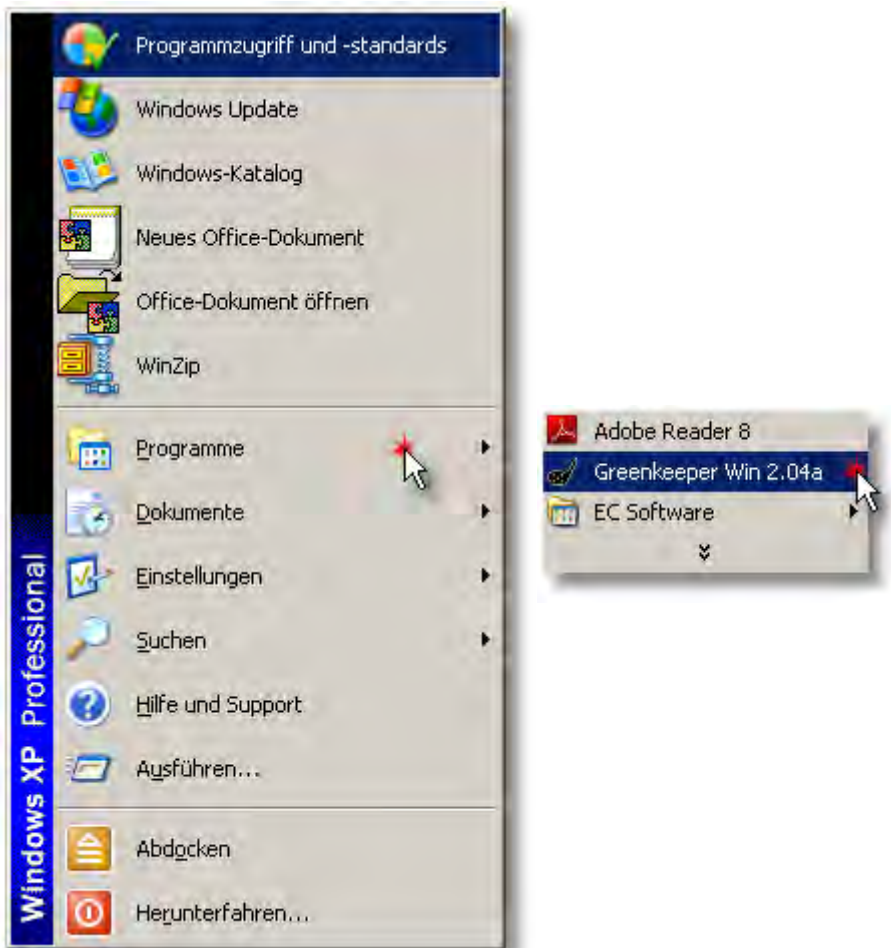 Programmzugriff und -standards
Windows Update
Windows-Katalog
Neues Office-Dokument
Office-Dokument öffnen
WinZip
Programme
Dokumente
Einstellungen
Suchen
Hilfe und Support
Ausführen...
Abdocken
Herunterfahren...
Windows XP Professional
Adobe Reader 8
Greenkeeper Win 2.04a
EC Software